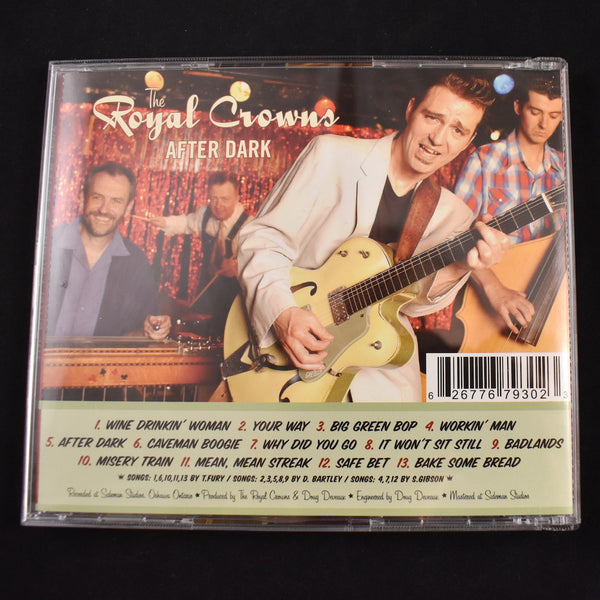 The
Royal Crowns
AFTER DARK
6 26776 79302 3
1. WINE DRINKIN' WOMAN 2. YOUR WAY 3. BIG GREEN BOP 4. WORKIN' MAN
5. AFTER DARK 6. CAVEMAN BOOGIE 7. WHY DID YOU GO 8. IT WON'T SIT STILL 9. BADLANDS
10. MISERY TRAIN 11. MEAN, MEAN STREAK 12. SAFE BET 13. BAKE SOME BREAD
SONGS: 1,6,10,11,13 BY T.FURY / SONGS: 2,3,5,8,9 BY D. BARTLEY / SONGS: 4,7,12 BY S.GIBSON
Recorded at Saleman Studios, Oshawa Ontario • Produced by The Royal Crowns & Doug Devereux • Engineered by Doug Devereux • Mastered at Saleman Studios